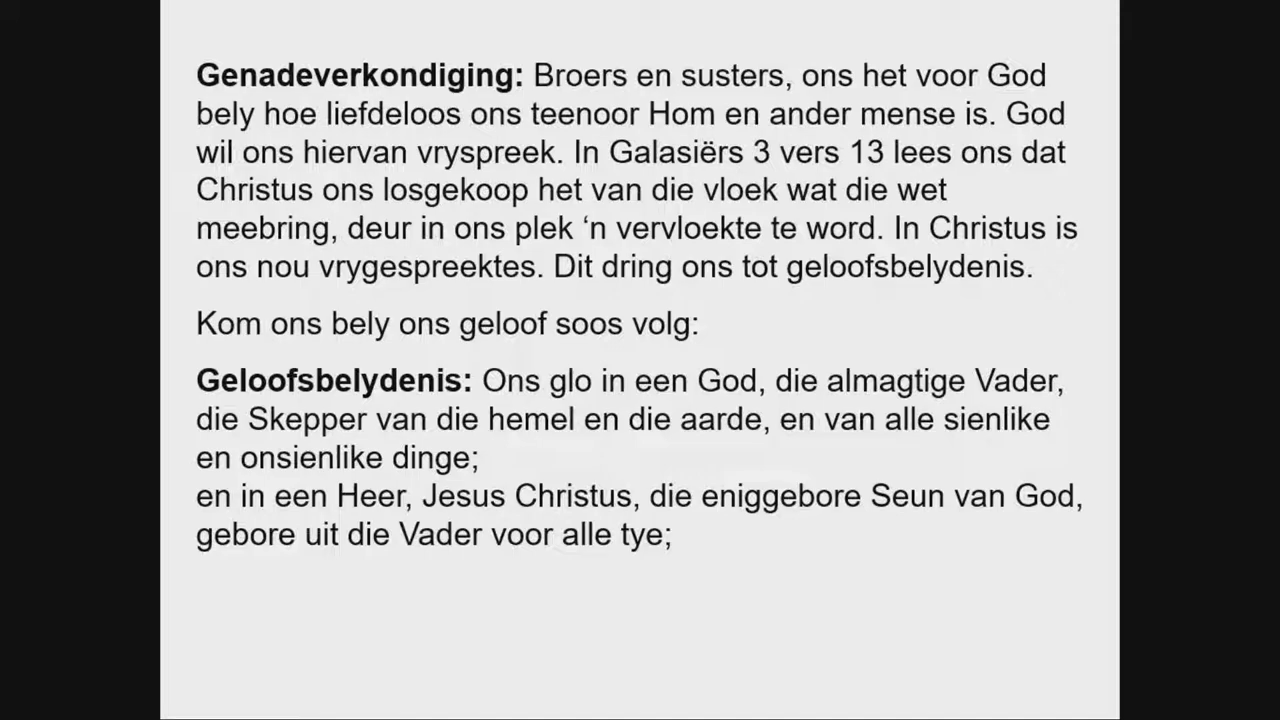 Genadeverkondiging: Broers en susters, ons het voor God
bely hoe liefdeloos ons teenoor Hom en ander mense is. God
wil ons hiervan vryspreek. In Galasiërs 3 vers 13 lees ons dat
Christus ons losgekoop het van die vloek wat die wet
meebring, deur in ons plek ‘n vervloekte te word. In Christus is
ons nou vrygespreektes. Dit dring ons tot geloofsbelydenis.
Kom ons bely ons geloof soos volg:
Geloofsbelydenis: Ons glo in een God, die almagtige Vader,
die Skepper van die hemel en die aarde, en van alle sienlike
en onsienlike dinge;
en in een Heer, Jesus Christus, die eniggebore Seun van God,
gebore uit die Vader voor alle tye;